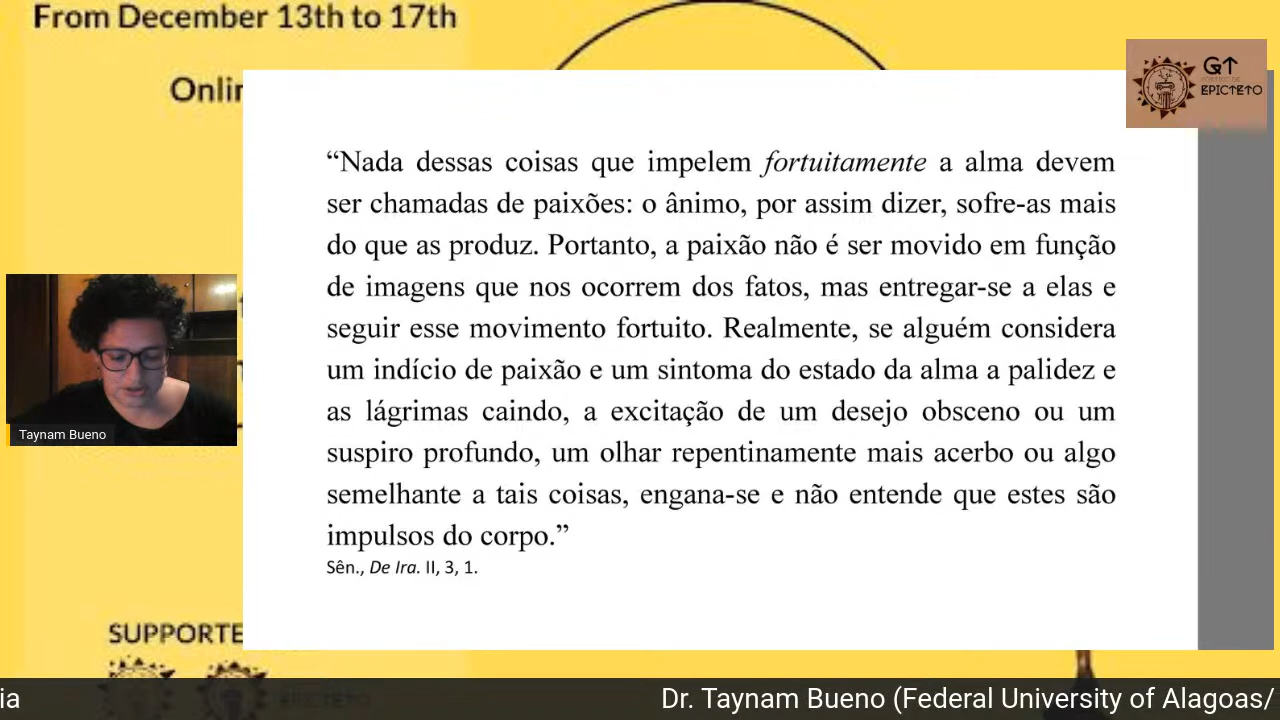 From December 13th to 17th
Onlin
GT
EPICTETO
“Nada dessas coisas que impelem fortuitamente a alma devem
ser chamadas de paixões: o ânimo, por assim dizer, sofre-as mais
do que as produz. Portanto, a paixão não é ser movido em função
de imagens que nos ocorrem dos fatos, mas entregar-se a elas e
seguir esse movimento fortuito. Realmente, se alguém considera
um indício de paixão e um sintoma do estado da alma a palidez e
as lágrimas caindo, a excitação de um desejo obsceno ou um
suspiro profundo, um olhar repentinamente mais acerbo ou algo
semelhante a tais coisas, engana-se e não entende que estes são
impulsos do corpo.”
Sên., De Ira. II, 3, 1.
Taynam Bueno
SUPPORTE
ia
Dr. Taynam Bueno (Federal University of Alagoas/